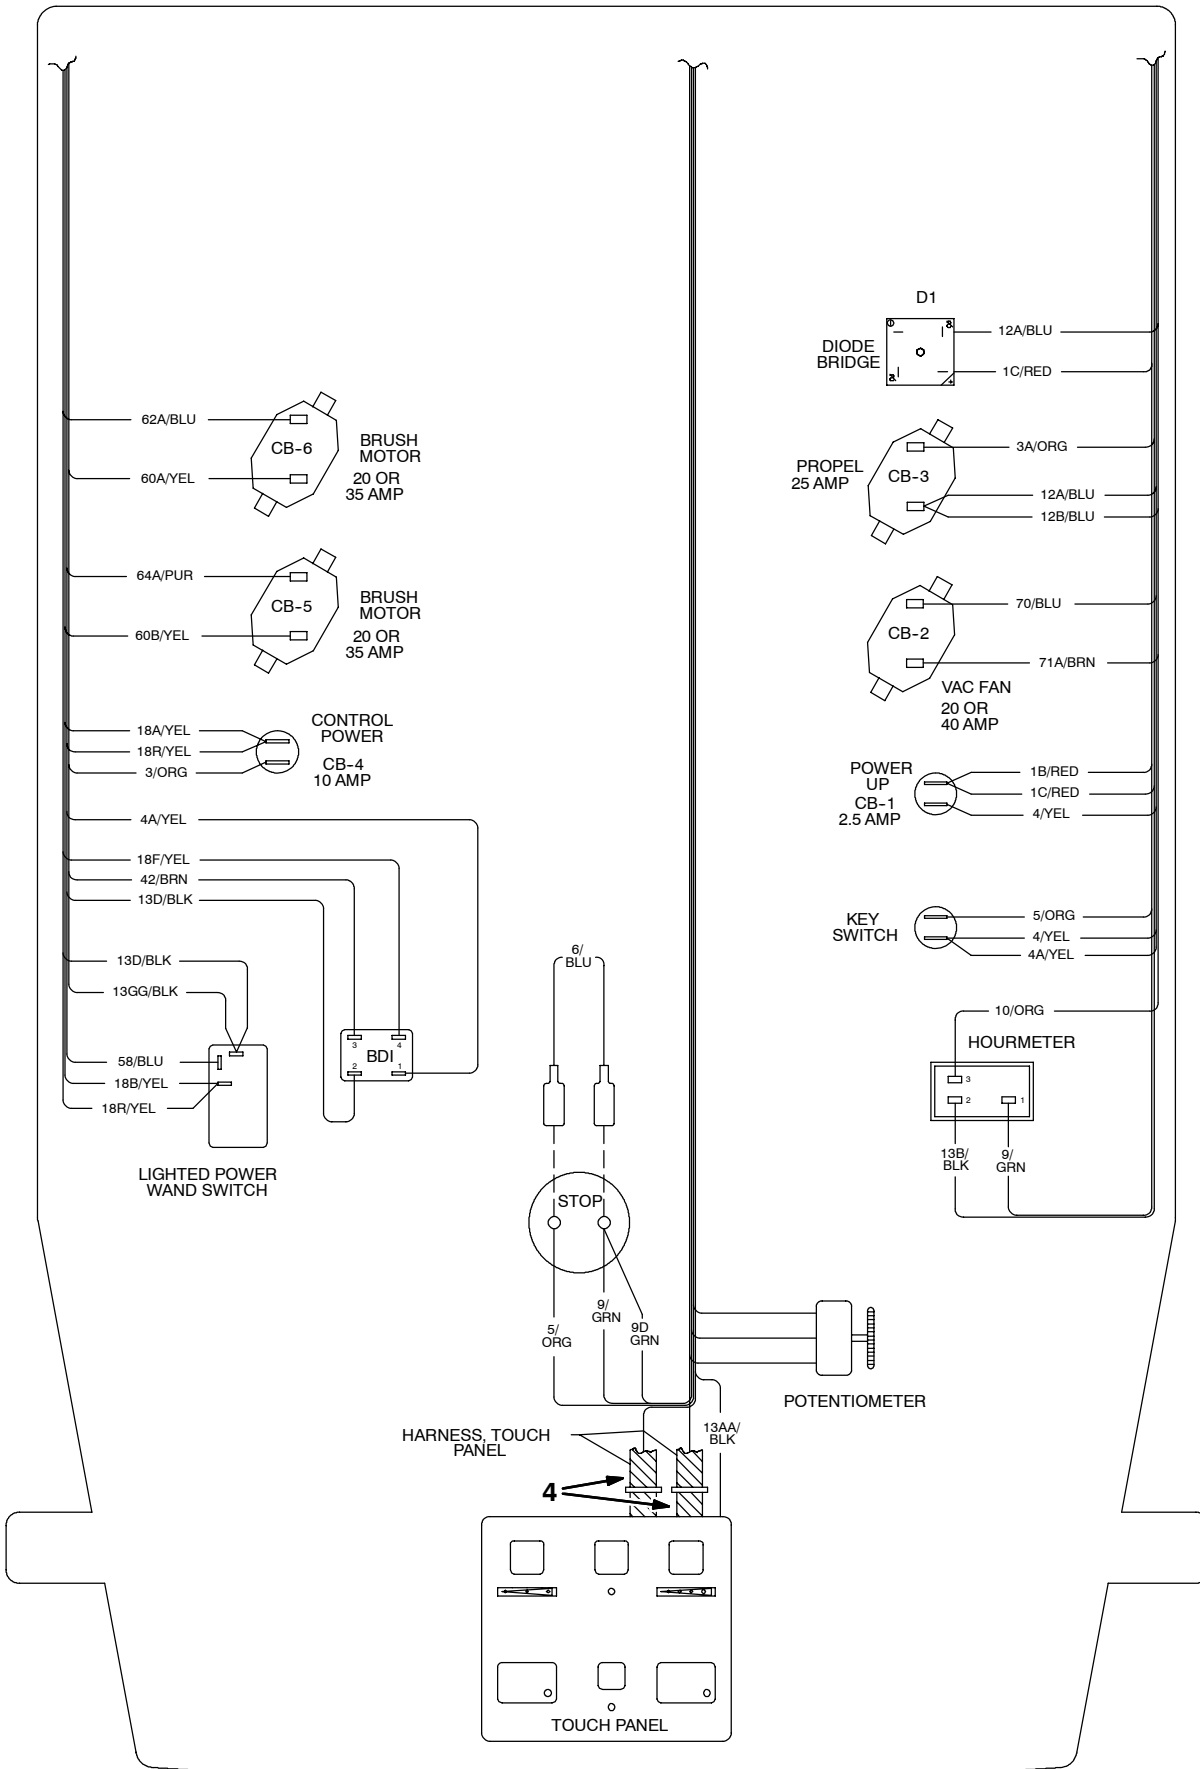 D1
DIODE
BRIDGE
12A/BLU
1C/RED
62A/BLU
CB-6
60A/YEL
BRUSH
MOTOR
20 OR
35 AMP
PROPEL
25 AMP
CB-3
3A/ORG
12A/BLU
12B/BLU
64A/PUR
CB-5
60B/YEL
BRUSH
MOTOR
20 OR
35 AMP
70/BLU
CB-2
71A/BRN
VAC FAN
20 OR
40 AMP
18A/YEL
18R/YEL
3/ORG
CONTROL
POWER
CB-4
10 AMP
POWER
UP
CB-1
2.5 AMP
1B/RED
1C/RED
4/YEL
4A/YEL
18F/YEL
42/BRN
13D/BLK
KEY
SWITCH
5/ORG
4/YEL
4A/YEL
13D/BLK
13GG/BLK
6/
BLU
10/ORG
HOURMETER
3
2
1
3
4
BDI
2
1
58/BLU
18B/YEL
18R/YEL
LIGHTED POWER
WAND SWITCH
13B/
BLK
9/
GRN
STOP
5/
ORG
9/
GRN
9D
GRN
POTENTIOMETER
HARNESS, TOUCH
PANEL
13AA/
BLK
4
TOUCH PANEL